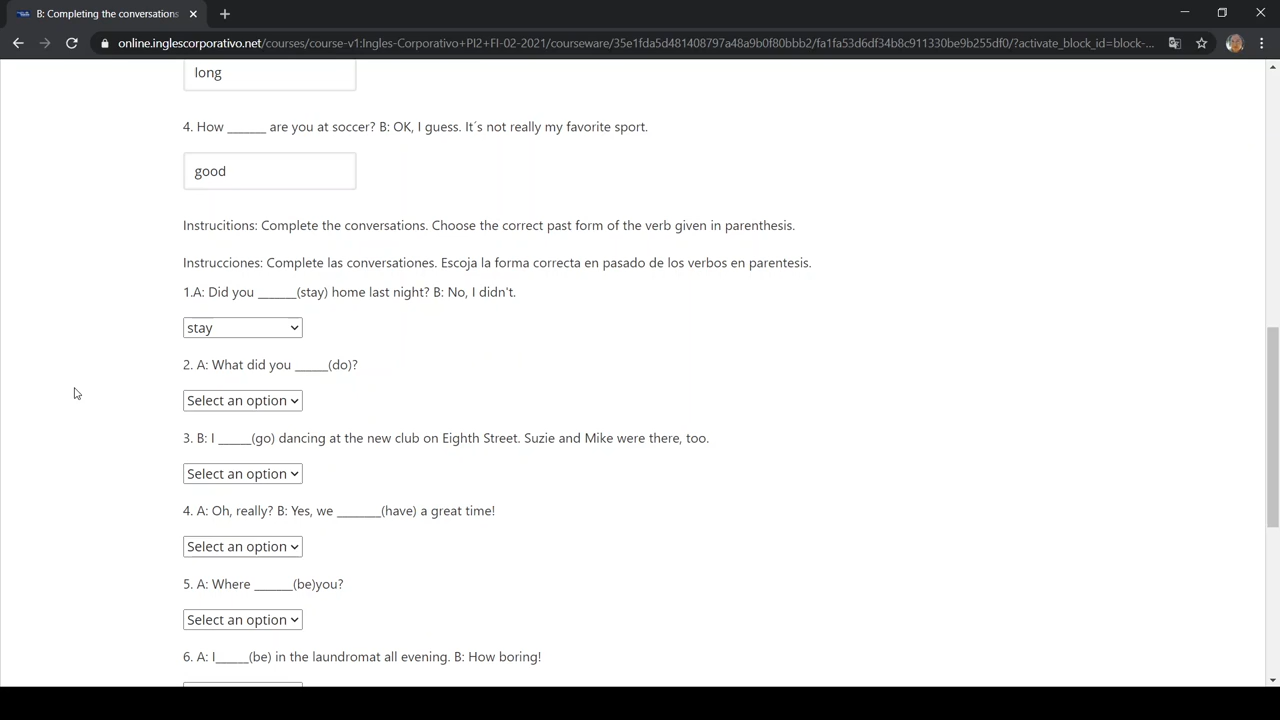 B: Completing the conversations
online.inglescorporativo.net/courses/course-v1:Ingles-Corporativo+PI2+FI-02-2021/courseware/35e1fda5d481408797a48a9b0f80bbb2/fa1fa53d6df34b8c911330be9b255df0/?activate_block_id=block-...
long
4. How ______ are you at soccer? B: OK, I guess. It´s not really my favorite sport.
good
Instrucitions: Complete the conversations. Choose the correct past form of the verb given in parenthesis.
Instrucciones: Complete las conversationes. Escoja la forma correcta en pasado de los verbos en parentesis.
1.A: Did you ______(stay) home last night? B: No, I didn't.
stay
2. A: What did you _____(do)?
Select an option
3. B: I _____(go) dancing at the new club on Eighth Street. Suzie and Mike were there, too.
Select an option
4. A: Oh, really? B: Yes, we _______(have) a great time!
Select an option
5. A: Where ______(be)you?
Select an option
6. A: I_____(be) in the laundromat all evening. B: How boring!